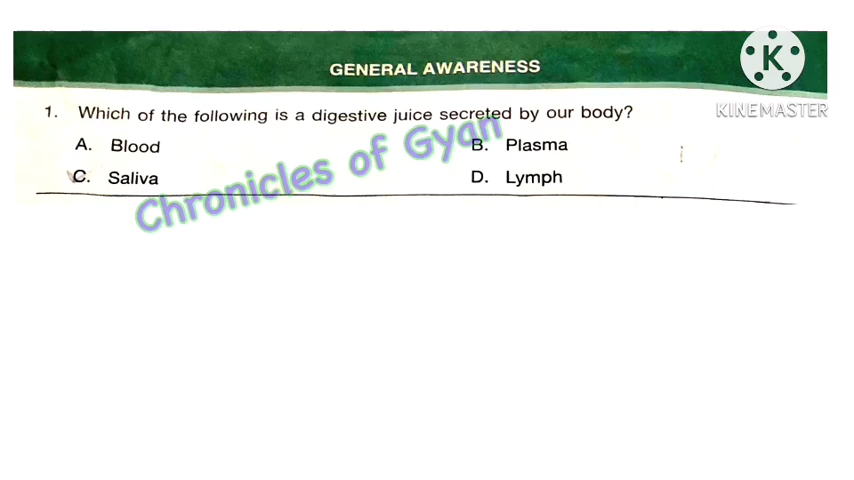 GENERAL AWARENESS
KINEMASTER
1. Which of the following is a digestive juice secreted by our body?
A. Blood B. Plasma
C. Saliva D. Lymph
Chronicles of Gyan